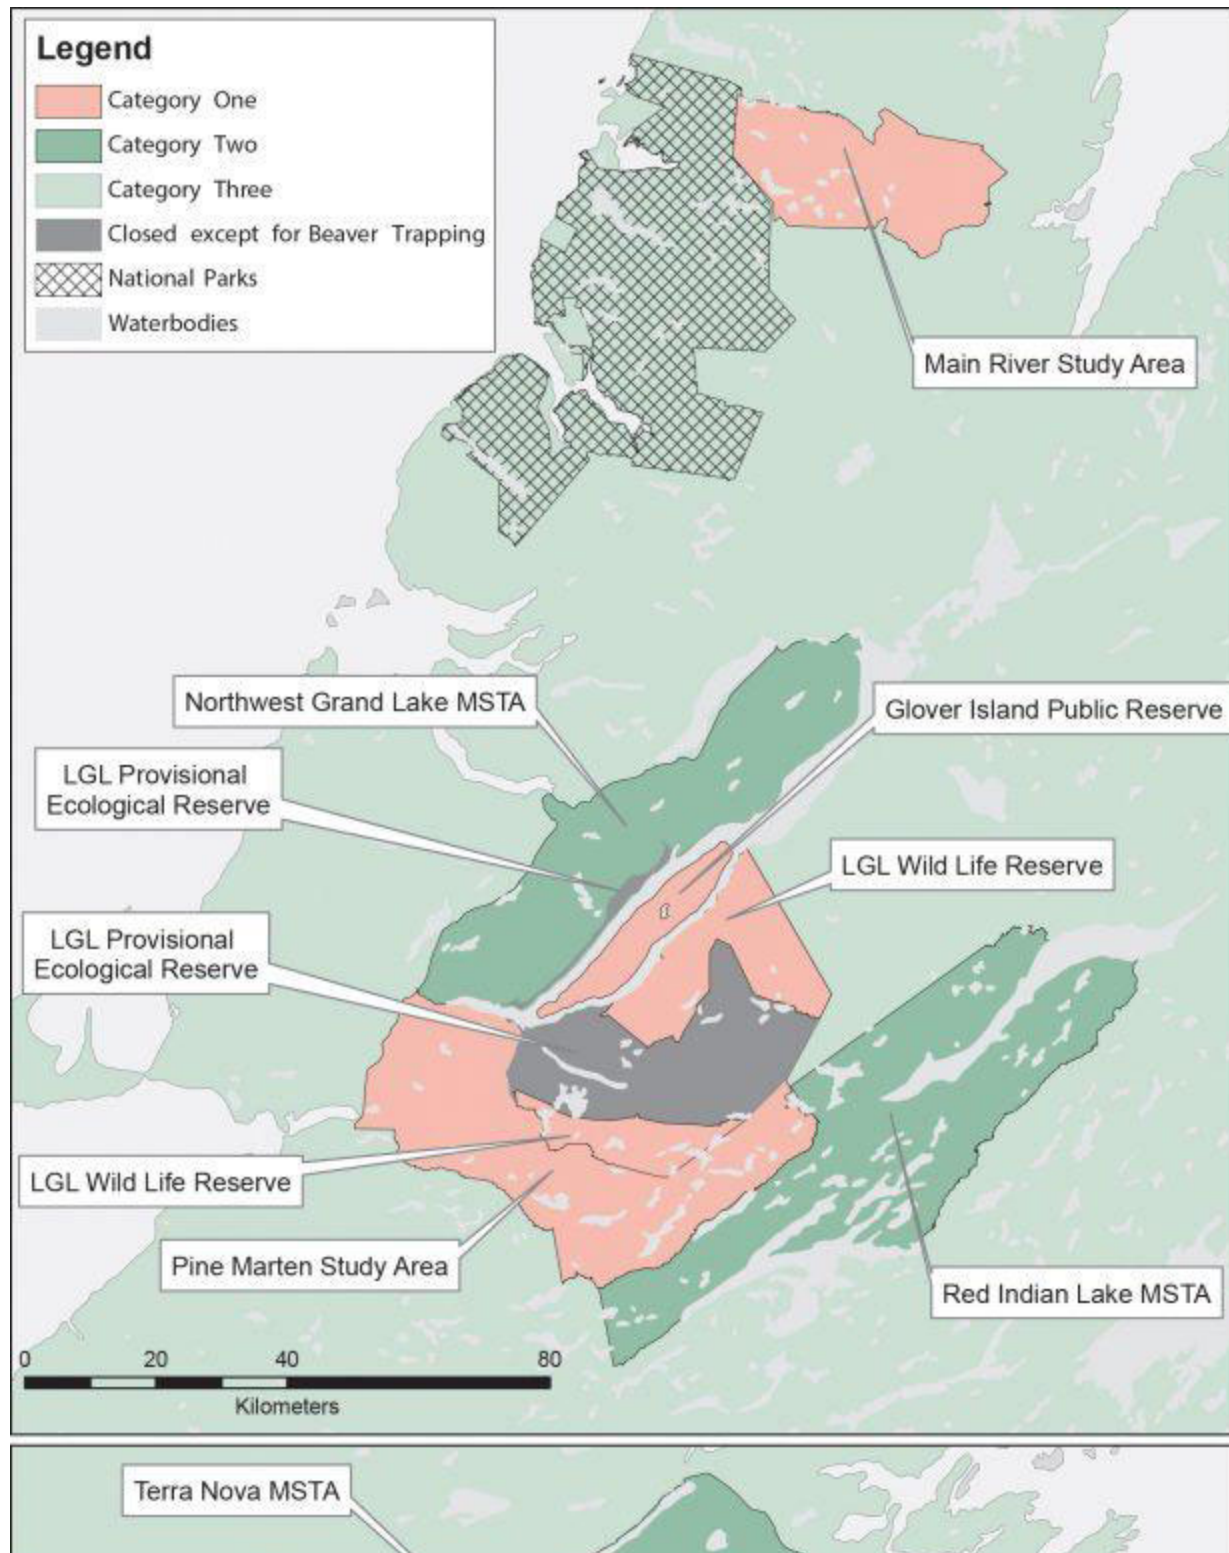 Legend
Category One
Category Two
Category Three
Closed except for Beaver Trapping
National Parks
Waterbodies
Main River Study Area
Northwest Grand Lake MSTA
Glover Island Public Reserve
LGL Provisional
Ecological Reserve
LGL Wild Life Reserve
LGL Provisional
Ecological Reserve
LGL Wild Life Reserve
Pine Marten Study Area
Red Indian Lake MSTA
0 20 40 80
Kilometers
Terra Nova MSTA